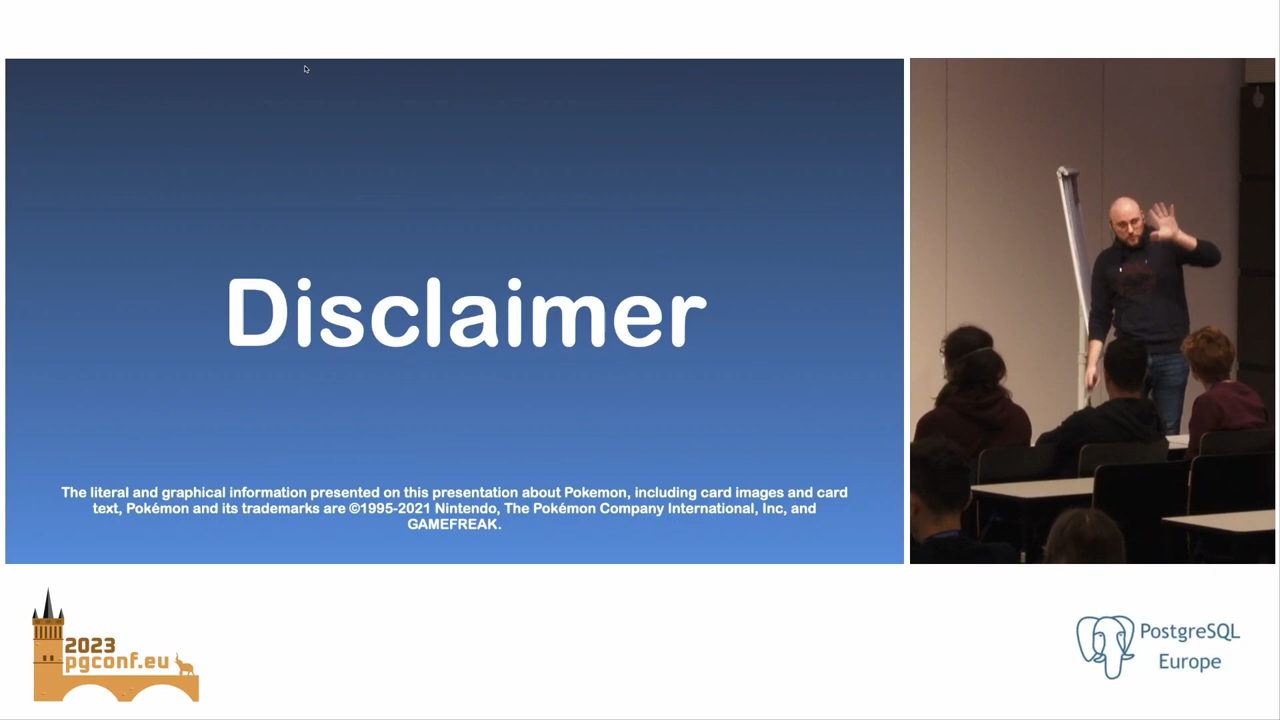 Disclaimer
The literal and graphical information presented on this presentation about Pokemon, including card images and card
text, Pokémon and its trademarks are ©1995-2021 Nintendo, The Pokémon Company International, Inc, and
GAMEFREAK.
2023
pgconf.eu
PostgreSQL
Europe